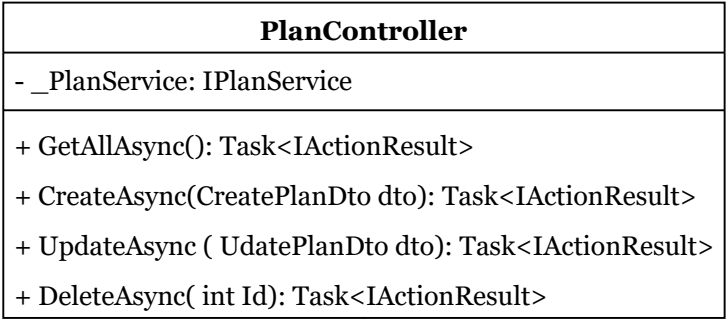 PlanController
- _PlanService: IPlanService
+ GetAllAsync(): Task<IActionResult>
+ CreateAsync(CreatePlanDto dto): Task<IActionResult>
+ UpdateAsync ( UdatePlanDto dto): Task<IActionResult>
+ DeleteAsync( int Id): Task<IActionResult>